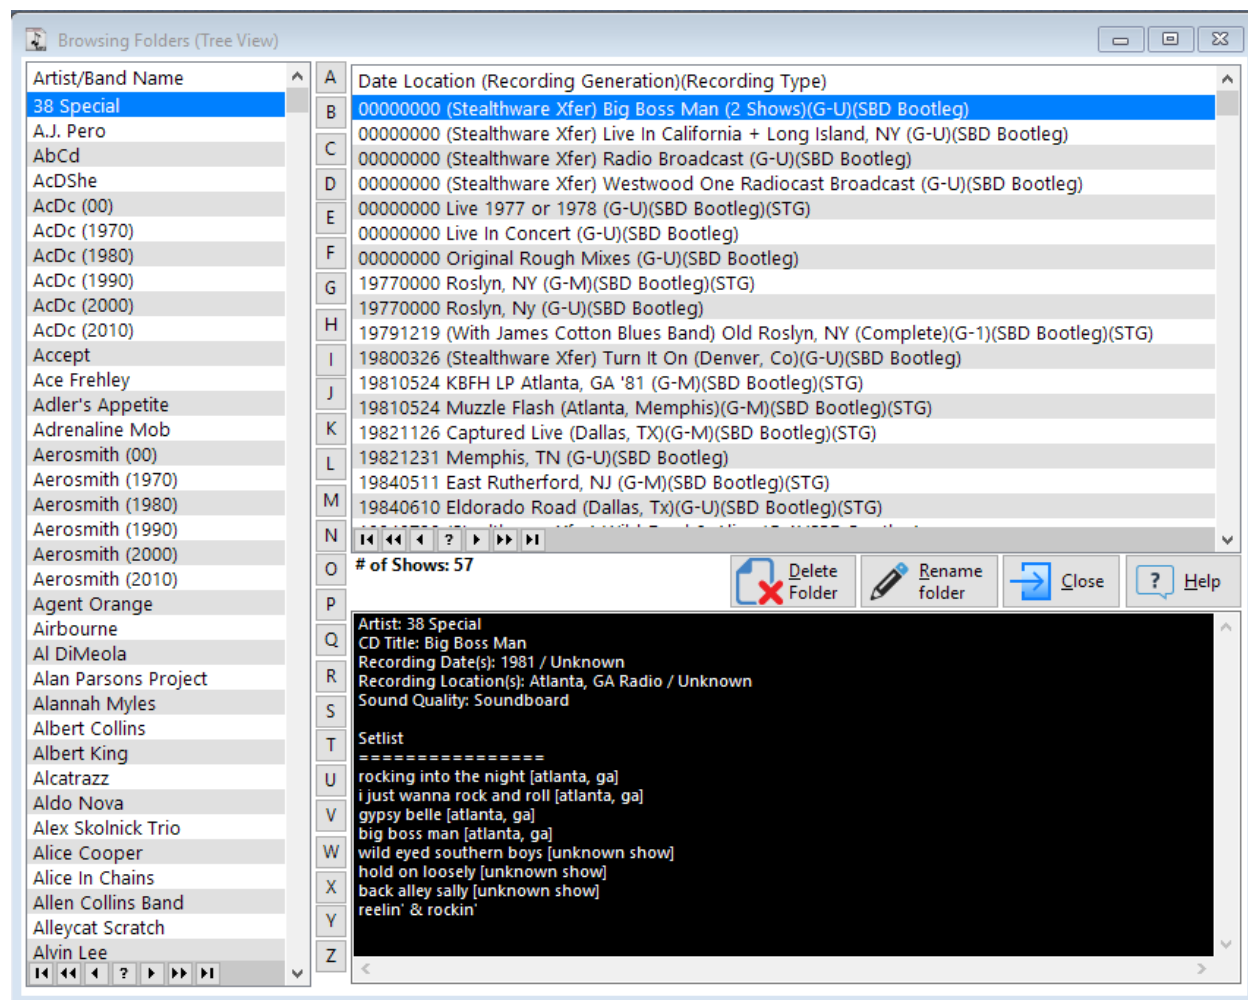 Browsing Folders (Tree View)
Artist/Band Name
38 Special
A.J. Pero
AbCd
AcDShe
AcDc (00)
AcDc (1970)
AcDc (1980)
AcDc (1990)
AcDc (2000)
AcDc (2010)
Accept
Ace Frehley
Adler's Appetite
Adrenaline Mob
Aerosmith (00)
Aerosmith (1970)
Aerosmith (1980)
Aerosmith (1990)
Aerosmith (2000)
Aerosmith (2010)
Agent Orange
Airbourne
Al DiMeola
Alan Parsons Project
Alannah Myles
Albert Collins
Albert King
Alcatrazz
Aldo Nova
Alex Skolnick Trio
Alice Cooper
Alice In Chains
Allen Collins Band
Alleycat Scratch
Alvin Lee
?
A
B
C
D
E
F
G
H
I
J
K
L
M
N
O
P
Q
R
S
T
U
V
W
X
Y
Z
Date Location (Recording Generation)(Recording Type)
00000000 (Stealthware Xfer) Big Boss Man (2 Shows)(G-U)(SBD Bootleg)
00000000 (Stealthware Xfer) Live In California + Long Island, NY (G-U)(SBD Bootleg)
00000000 (Stealthware Xfer) Radio Broadcast (G-U)(SBD Bootleg)
00000000 (Stealthware Xfer) Westwood One Radiocast Broadcast (G-U)(SBD Bootleg)
00000000 Live 1977 or 1978 (G-U)(SBD Bootleg)(STG)
00000000 Live In Concert (G-U)(SBD Bootleg)
00000000 Original Rough Mixes (G-U)(SBD Bootleg)
19770000 Roslyn, NY (G-M)(SBD Bootleg)(STG)
19770000 Roslyn, Ny (G-U)(SBD Bootleg)
19791219 (With James Cotton Blues Band) Old Roslyn, NY (Complete)(G-1)(SBD Bootleg)(STG)
19800326 (Stealthware Xfer) Turn It On (Denver, Co)(G-U)(SBD Bootleg)
19810524 KBFH LP Atlanta, GA '81 (G-M)(SBD Bootleg)(STG)
19810524 Muzzle Flash (Atlanta, Memphis)(G-M)(SBD Bootleg)(STG)
19821126 Captured Live (Dallas, TX)(G-M)(SBD Bootleg)(STG)
19821231 Memphis, TN (G-U)(SBD Bootleg)
19840511 East Rutherford, NJ (G-M)(SBD Bootleg)(STG)
19840610 Eldorado Road (Dallas, Tx)(G-U)(SBD Bootleg)(STG)
?
# of Shows: 57
Delete Folder
Rename folder
Close
? Help
Artist: 38 Special
CD Title: Big Boss Man
Recording Date(s): 1981 / Unknown
Recording Location(s): Atlanta, GA Radio / Unknown
Sound Quality: Soundboard
Setlist
================
rocking into the night [atlanta, ga]
i just wanna rock and roll [atlanta, ga]
gypsy belle [atlanta, ga]
big boss man [atlanta, ga]
wild eyed southern boys [unknown show]
hold on loosely [unknown show]
back alley sally [unknown show]
reelin' & rockin'